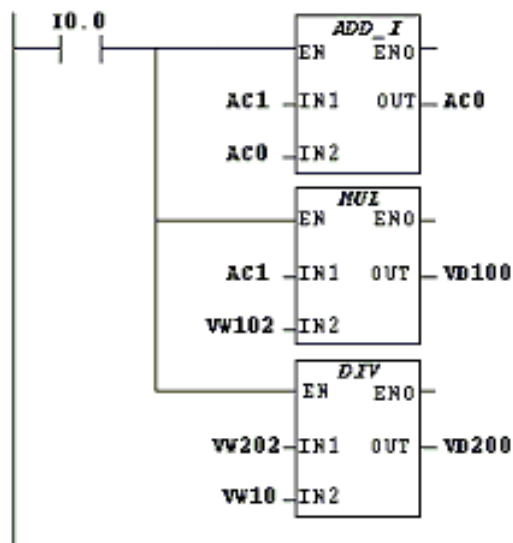 I0.0
ADD_I
EN ENO
AC1 IN1 OUT AC0
AC0 IN2
MUL
EN ENO
AC1 IN1 OUT VD100
VW102 IN2
DIV
EN ENO
VW202 IN1 OUT VD200
VW10 IN2